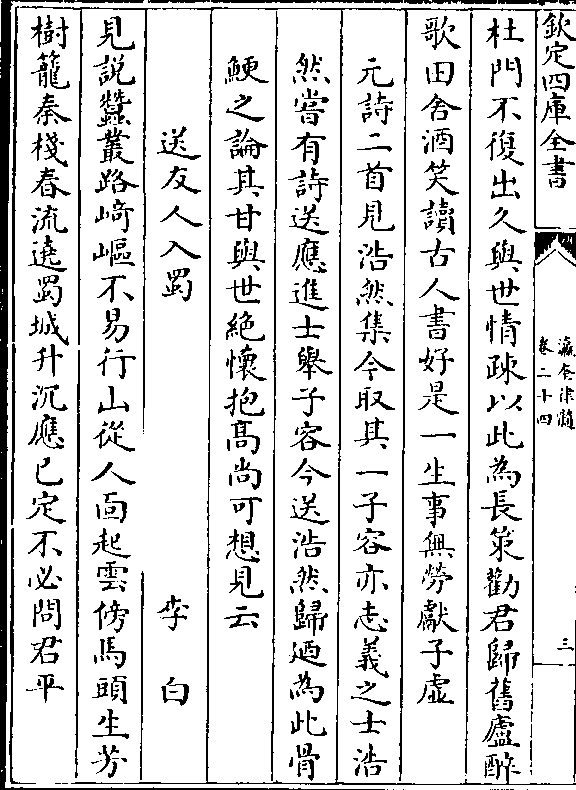 欽定四庫全書
瀛奎律髓
卷二十四
三
杜門不復出久與世情疎以此為長策勸君歸舊廬醉
歌田舍酒笑讀古人書好是一生事無勞獻子虛
元詩二首見浩然集今取其一子容亦志義之士浩
然嘗有詩送應進士舉子容今送浩然歸廼為此骨
鯁之論其甘與世絶懷抱髙尚可想見云
送友人入蜀
李白
見說蠶叢路﨑嶇不易行山從人面起雲傍馬頭生芳
樹籠秦棧春流遶蜀城升沉應已定不必問君平